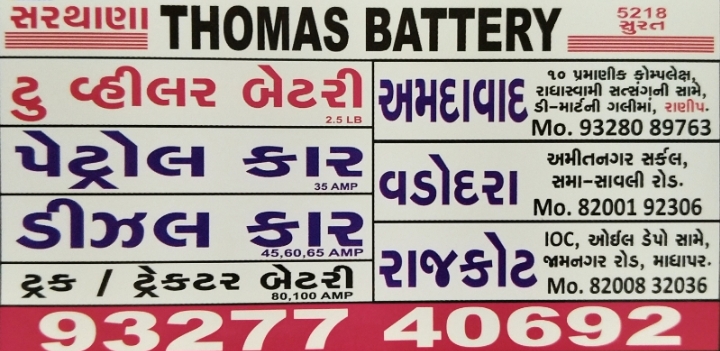 સરથાણા THOMAS BATTERY 5218 સુરત
ટુ વ્હીલર બેટરી
2.5 LB
પેટ્રોલ કાર
35 AMP
ડીઝલ કાર
45,60,65 AMP
ટ્રક / ટ્રેકટર બેટરી
80,100 AMP
અમદાવાદ
૧૦ પ્રમાણીક કોમ્પલેક્ષ,
રાધાસ્વામી સત્સંગની સામે,
ડી-માર્ટની ગલીમાં, રાણીપ.
Mo. 93280 89763
વડોદરા
અમીતનગર સર્કલ,
સમા-સાવલી રોડ.
Mo. 82001 92306
રાજકોટ
IOC, ઓઈલ ડેપો સામે,
જામનગર રોડ, માધાપર.
Mo. 82008 32036
93277 40692